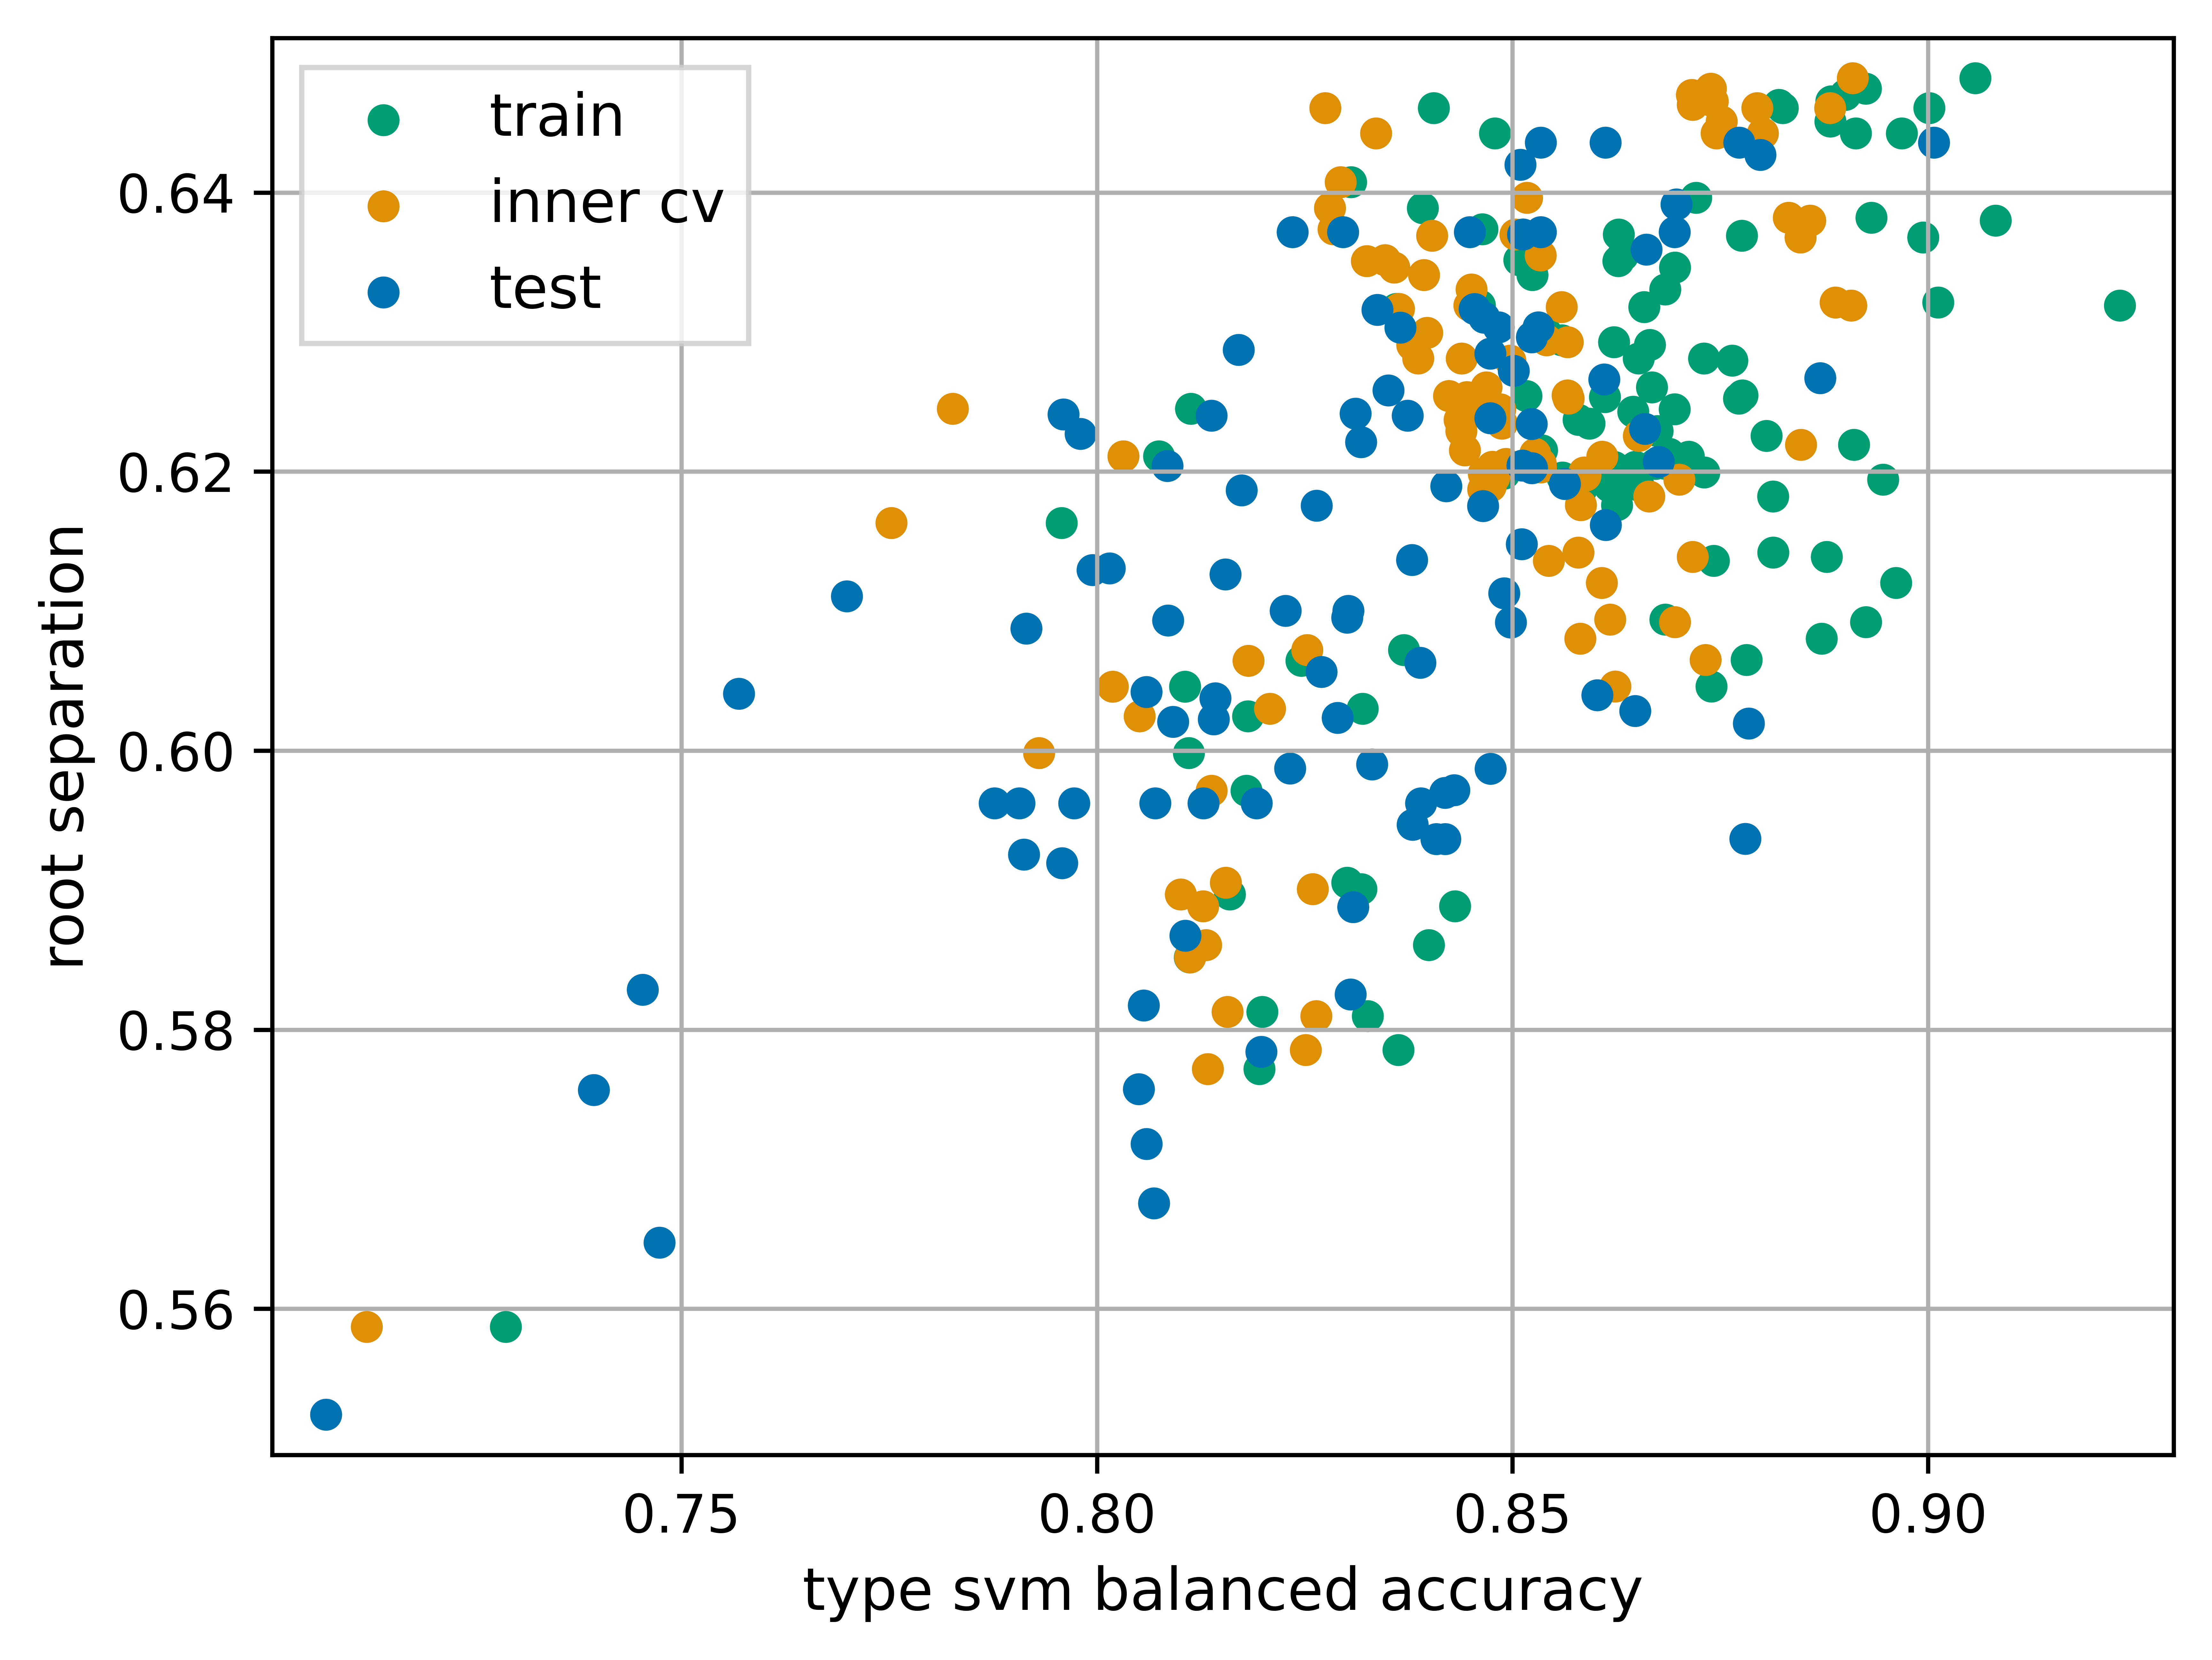 train
inner cv
test
0.64
0.62
0.60
0.58
0.56
root separation
0.75 0.80 0.85 0.90
type svm balanced accuracy